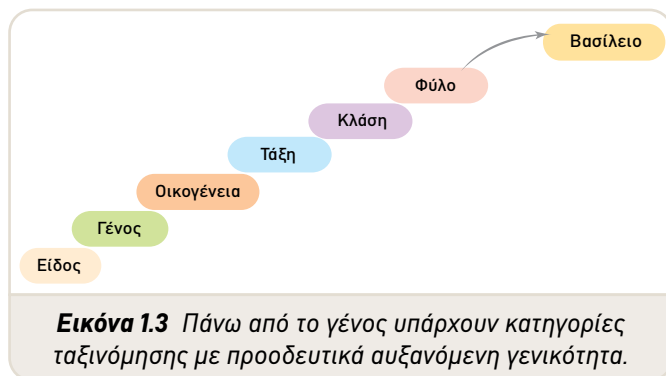 Βασίλειο
Φύλο
Κλάση
Τάξη
Οικογένεια
Γένος
Είδος
Εικόνα 1.3 Πάνω από το γένος υπάρχουν κατηγορίες
ταξινόμησης με προοδευτικά αυξανόμενη γενικότητα.